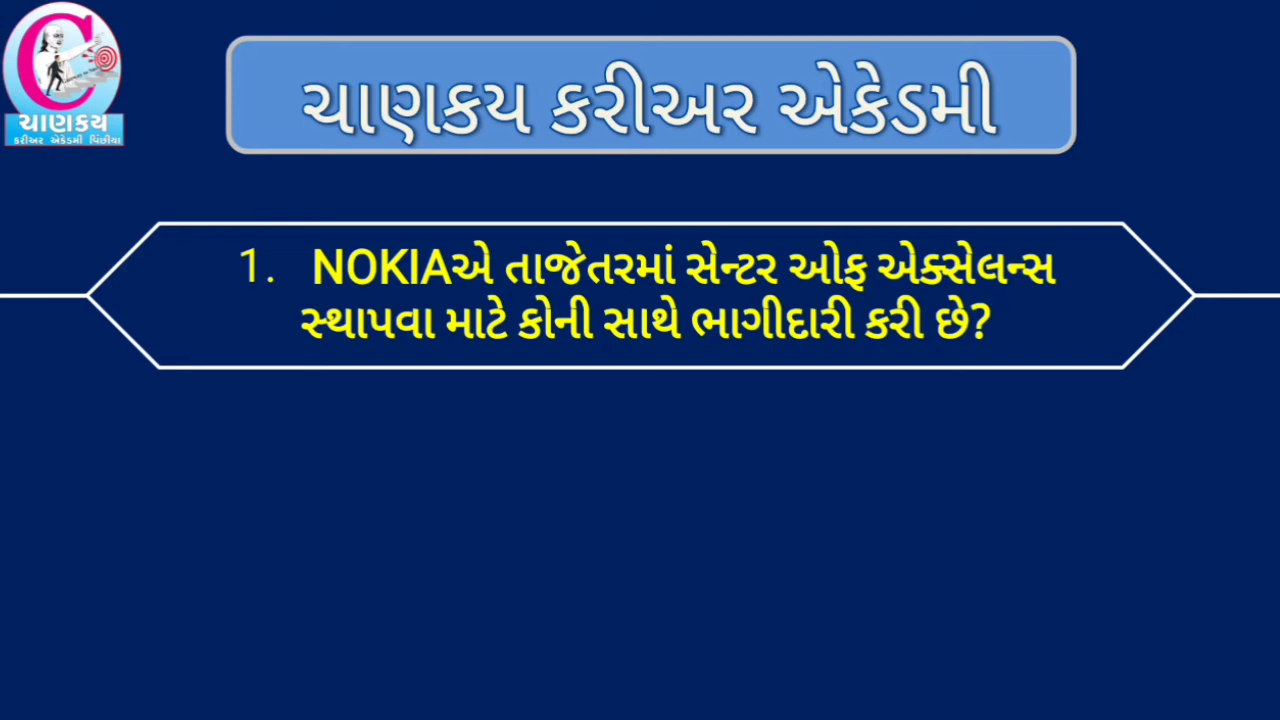 ચાણકય
કરીઅર એકેડમી વિંછીયા
ચાણકય કરીઅર એકેડમી
1. NOKIAએ તાજેતરમાં સેન્ટર ઓફ એક્સેલન્સ
સ્થાપવા માટે કોની સાથે ભાગીદારી કરી છે?